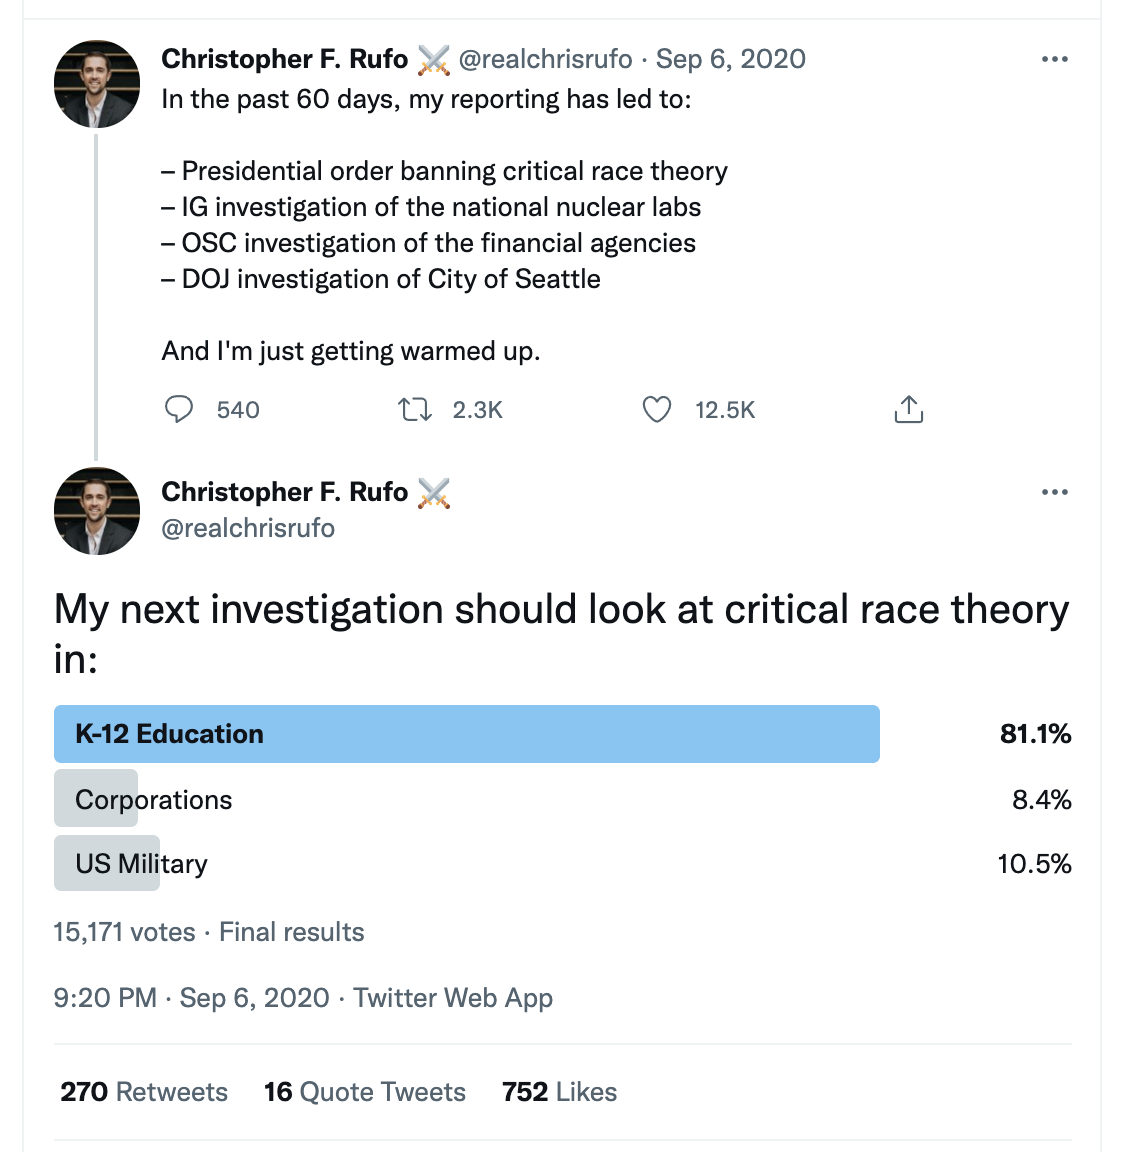 Christopher F. Rufo ⚔️ @realchrisrufo · Sep 6, 2020
In the past 60 days, my reporting has led to:
– Presidential order banning critical race theory
– IG investigation of the national nuclear labs
– OSC investigation of the financial agencies
– DOJ investigation of City of Seattle
And I'm just getting warmed up.
540 2.3K 12.5K
Christopher F. Rufo ⚔️
@realchrisrufo
My next investigation should look at critical race theory
in:
K-12 Education 81.1%
Corporations 8.4%
US Military 10.5%
15,171 votes · Final results
9:20 PM · Sep 6, 2020 · Twitter Web App
270 Retweets 16 Quote Tweets 752 Likes